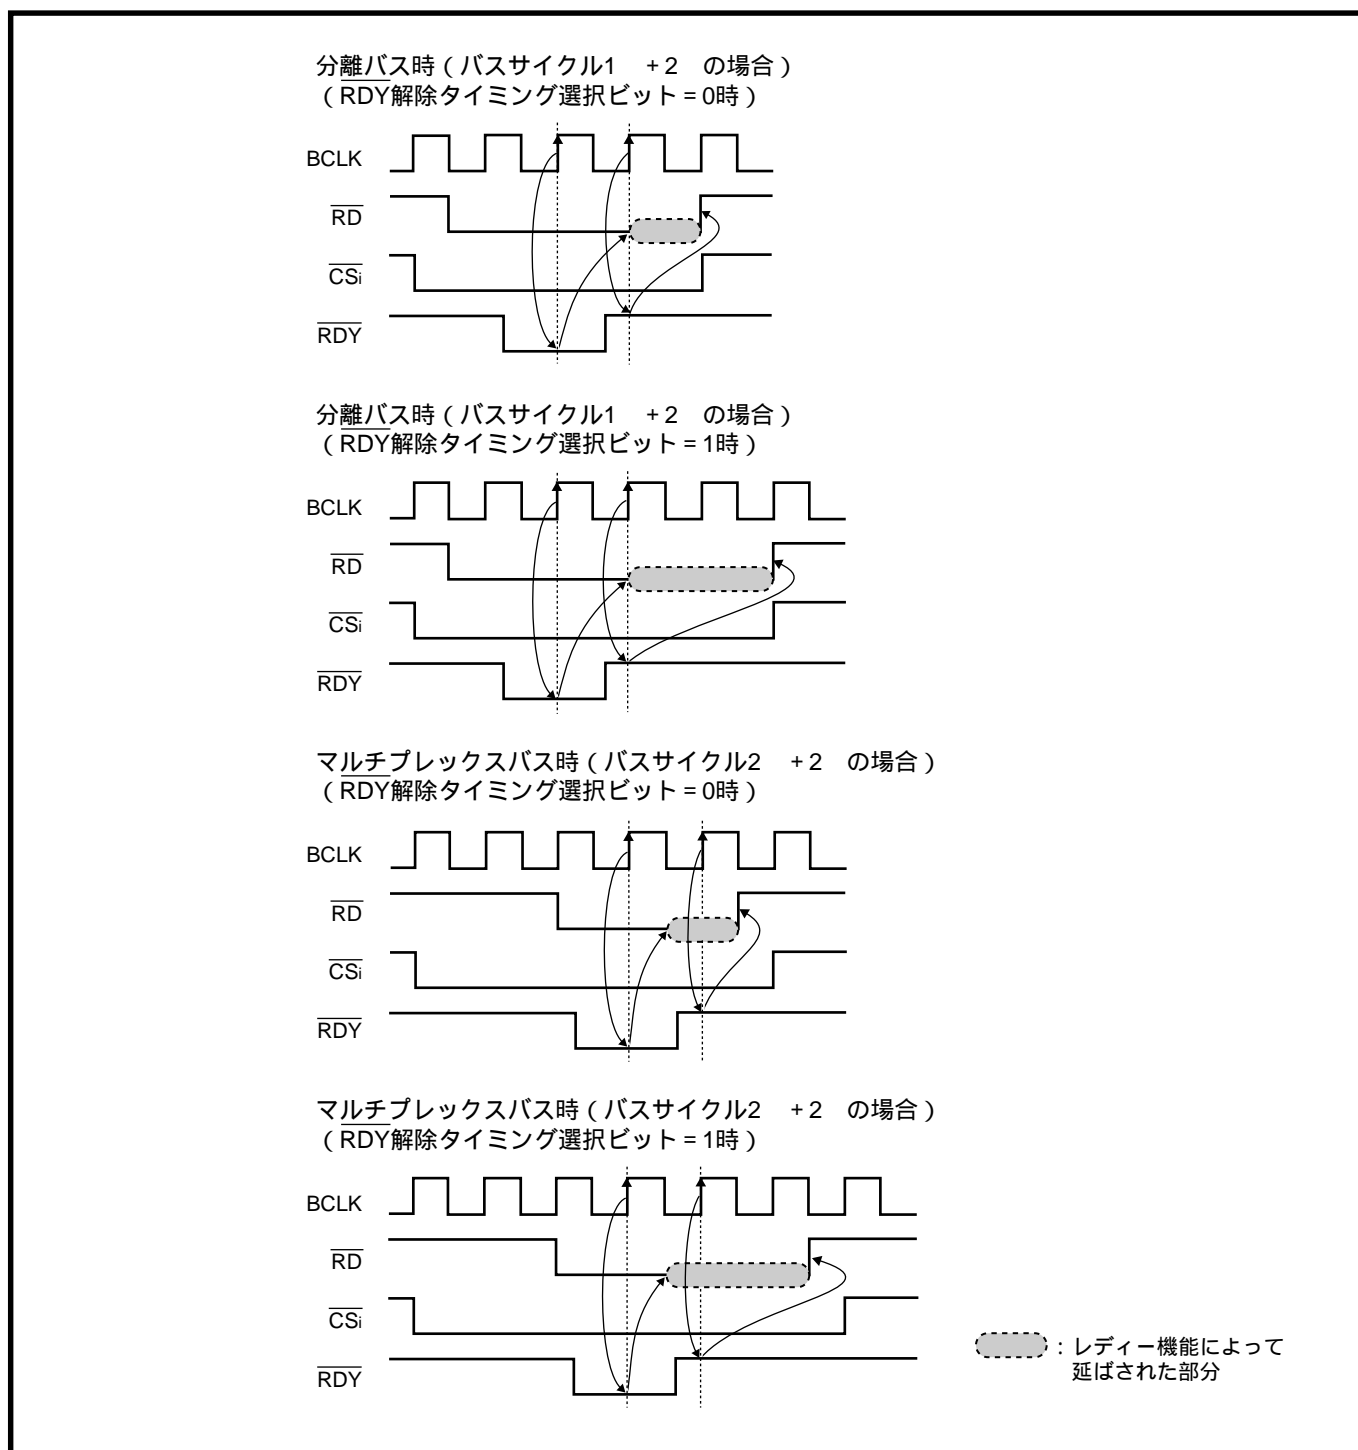 分離バス時（バスサイクル1　+2　の場合）
（RDY解除タイミング選択ビット=0時）
BCLK
RD
CSi
RDY
分離バス時（バスサイクル1　+2　の場合）
（RDY解除タイミング選択ビット=1時）
BCLK
RD
CSi
RDY
マルチプレックスバス時（バスサイクル2　+2　の場合）
（RDY解除タイミング選択ビット=0時）
BCLK
RD
CSi
RDY
マルチプレックスバス時（バスサイクル2　+2　の場合）
（RDY解除タイミング選択ビット=1時）
BCLK
RD
CSi
RDY
：レディー機能によって
延ばされた部分